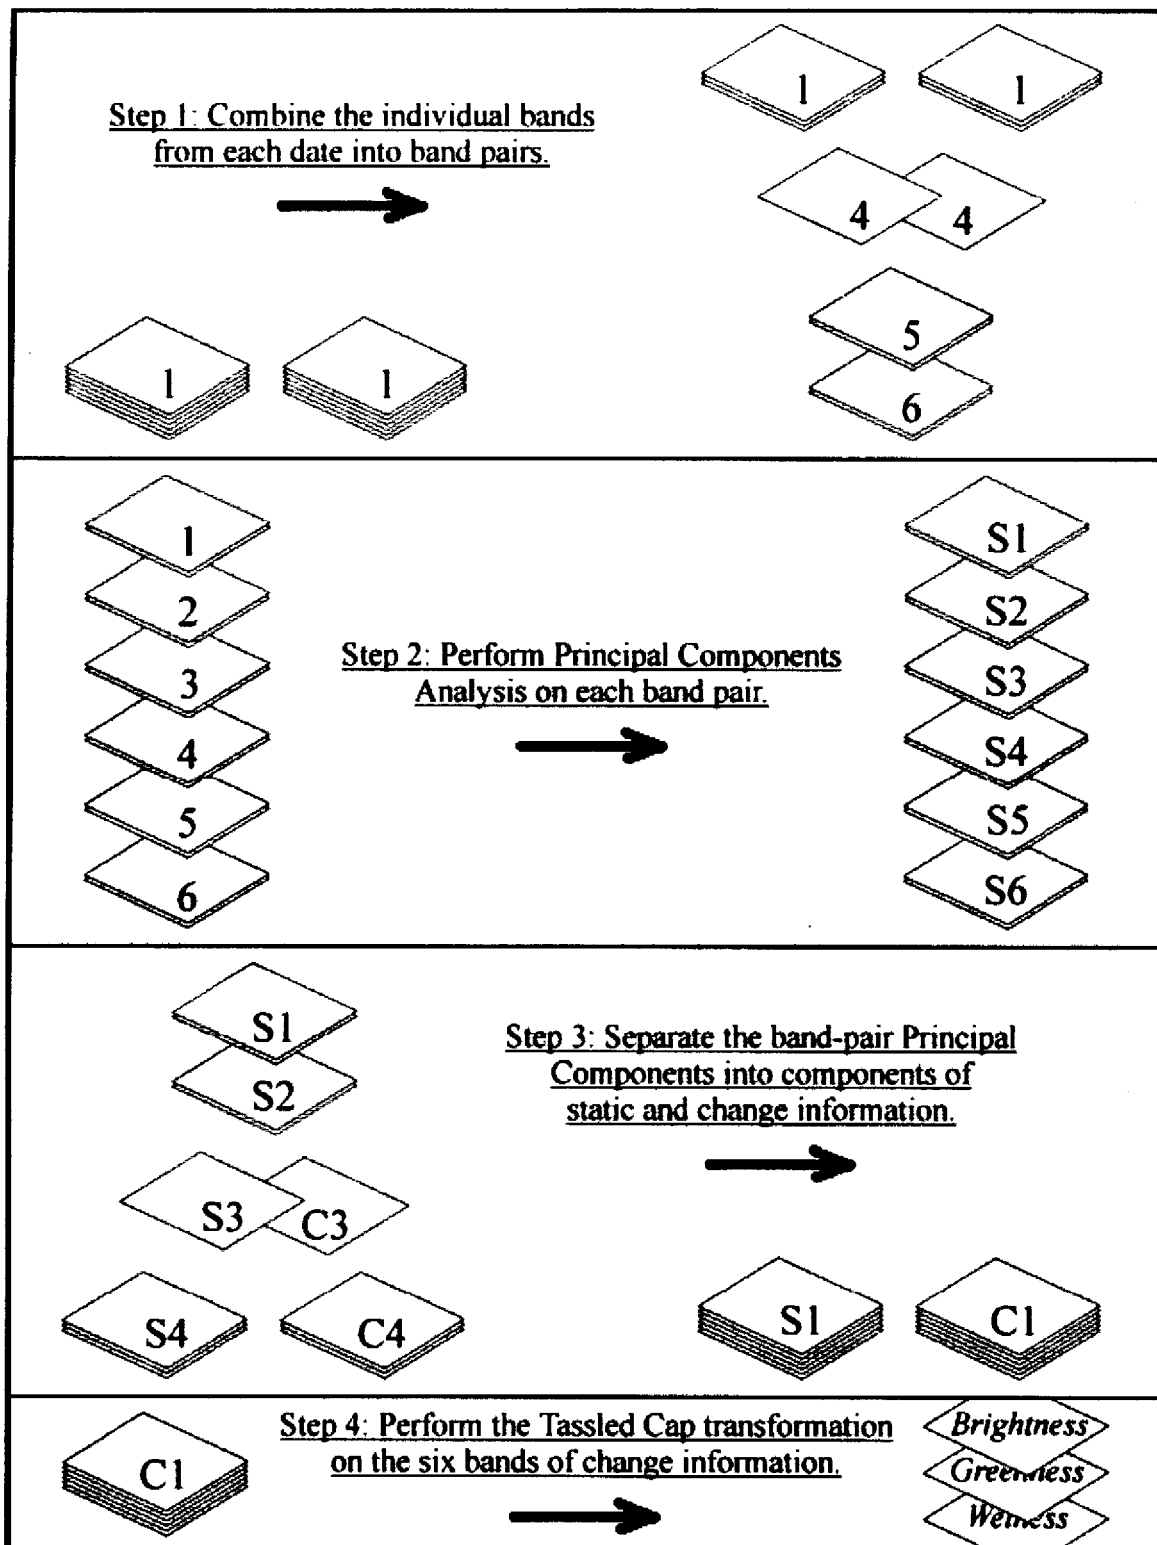 1 1
Step 1: Combine the individual bands
from each date into band pairs.
4 4
5
1 1
6
1
2
3
4
5
6
Step 2: Perform Principal Components
Analysis on each band pair.
S1
S2
S3
S4
S5
S6
S1
S2
S3 C3
S4 C4
Step 3: Separate the band-pair Principal
Components into components of
static and change information.
S1 C1
C1
Step 4: Perform the Tassled Cap transformation
on the six bands of change information.
Brightness
Greenness
Wetness